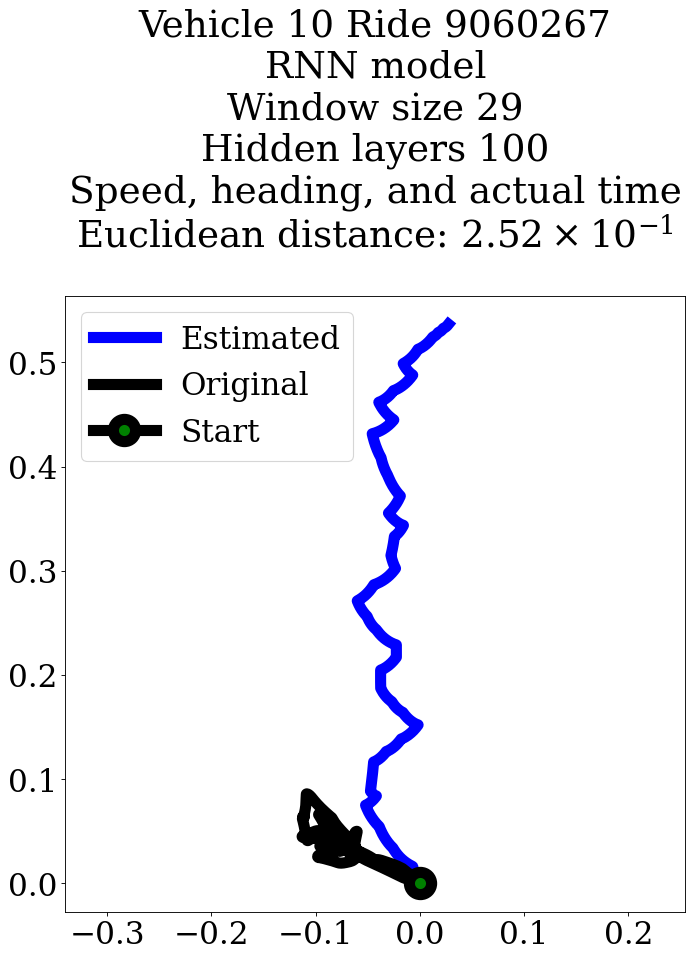 Vehicle 10 Ride 9060267
RNN model
Window size 29
Hidden layers 100
Speed, heading, and actual time
Euclidean distance: 2.52 × 10⁻¹
Estimated
Original
Start
0.5
0.4
0.3
0.2
0.1
0.0
−0.3 −0.2 −0.1 0.0 0.1 0.2